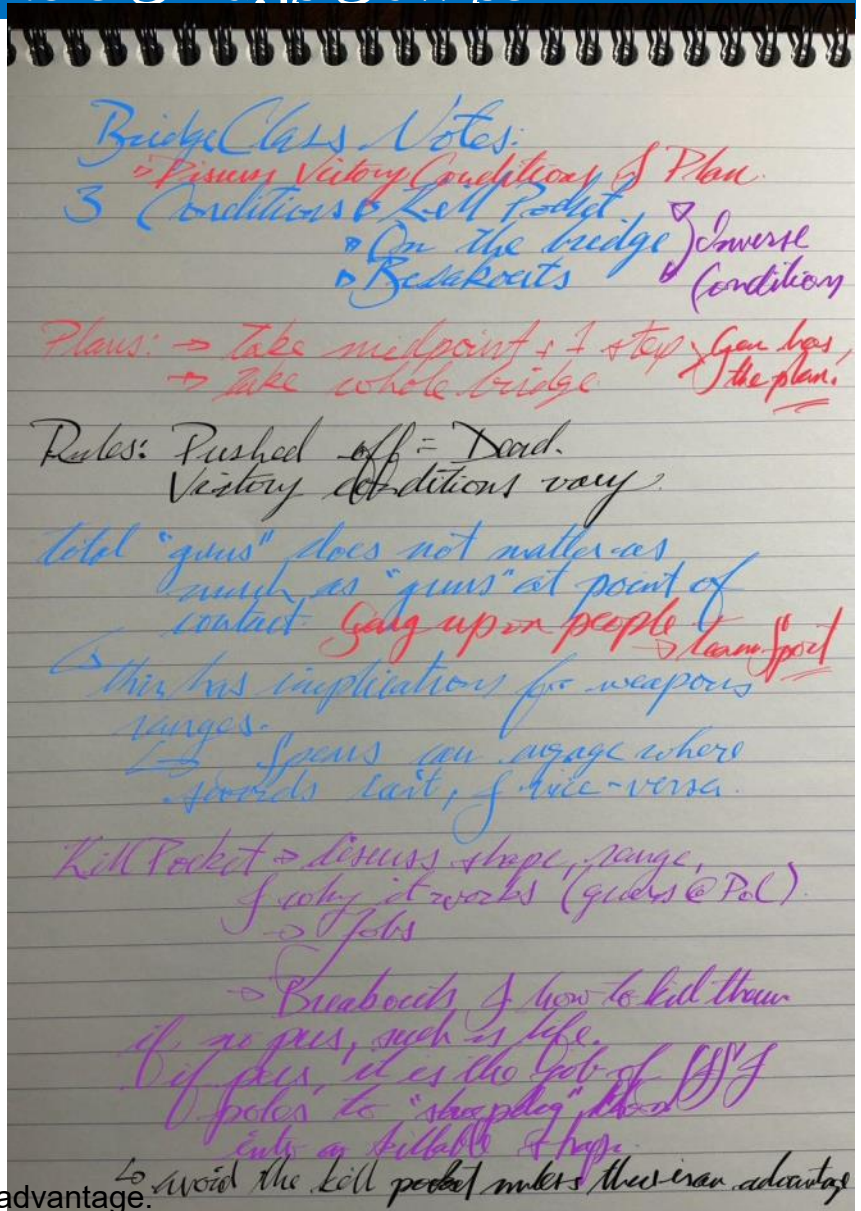 Bridge Class Notes:
→ Discuss Victory Conditions & Plan.
3 Conditions → Kill Pocket
→ On the bridge
→ Breakouts
Inverse
Condition
Plans: → Take midpoint + 1 step
→ Take whole bridge
Gen has
the plan.
Rules: Pushed off = Dead.
Victory conditions vary.
total "guns" does not matter as
much as "guns" at point of
contact. Gang up on people
→ team sport
↳ this has implications for weapons
ranges.
↳ Spears can engage where
swords can't, & vice-versa.
Kill Pocket → discuss shape, range,
& why it works (guns @ PoC).
→ Jobs
→ Breakouts & how to kill them
if no such is life.
if it is the job of &
poles to "sheepdog" them
into a killable shape.
↳ avoid the kill pocket unless there is an advantage
advantage.